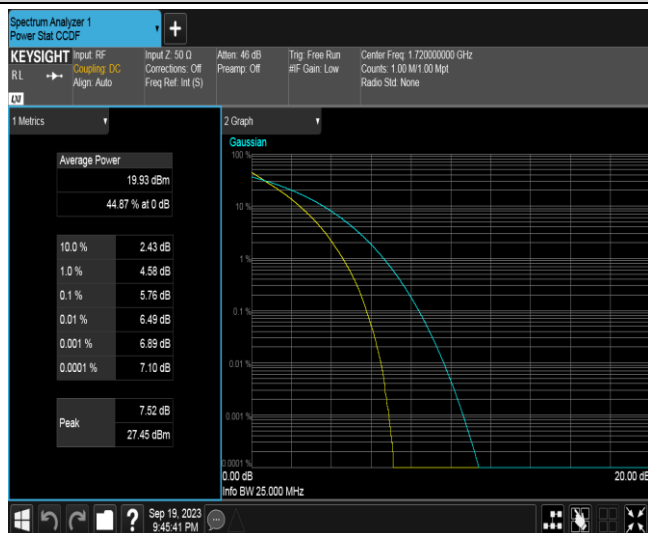 Spectrum Analyzer 1
Power Stat CCDF
KEYSIGHT
RL
LXI
Input: RF
Coupling: DC
Align: Auto
Input Z: 50 Ω
Corrections: Off
Freq Ref: Int (S)
Atten: 46 dB
Preamp: Off
Trig: Free Run
#IF Gain: Low
Center Freq: 1.720000000 GHz
Counts: 1.00 M/1.00 Mpt
Radio Std: None
1 Metrics
Average Power
19.93 dBm
44.87 % at 0 dB
10.0 % 2.43 dB
1.0 % 4.58 dB
0.1 % 5.76 dB
0.01 % 6.49 dB
0.001 % 6.89 dB
0.0001 % 7.10 dB
Peak
7.52 dB
27.45 dBm
2 Graph
Gaussian
100 %
10 %
1 %
0.1 %
0.01 %
0.001 %
0.0001 %
0.00 dB
20.00 dB
Info BW 25.000 MHz
?
Sep 19, 2023
9:45:41 PM